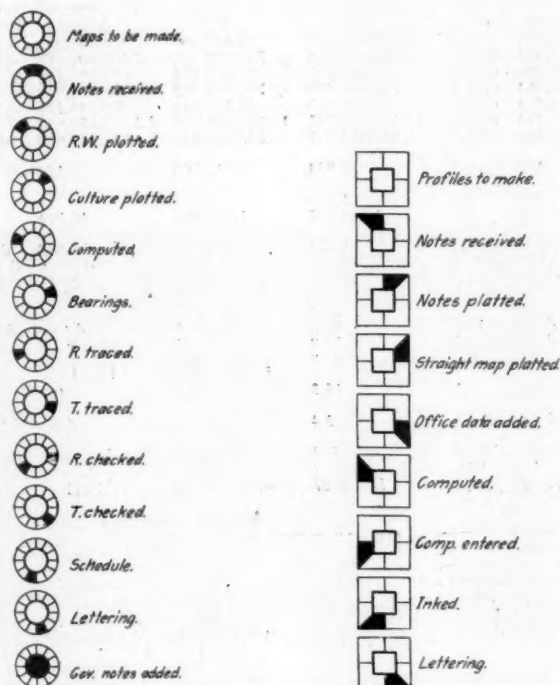 Maps to be made.
Notes received.
R.W. plotted.
Culture plotted.
Computed,
Bearings.
R. traced.
T. traced.
R. checked.
T. checked.
Schedule.
Lettering.
Gov. notes added.
Profiles to make.
Notes received.
Notes platted.
Straight map platted.
Office data added.
Computed.
Comp. entered.
Inked.
Lettering.